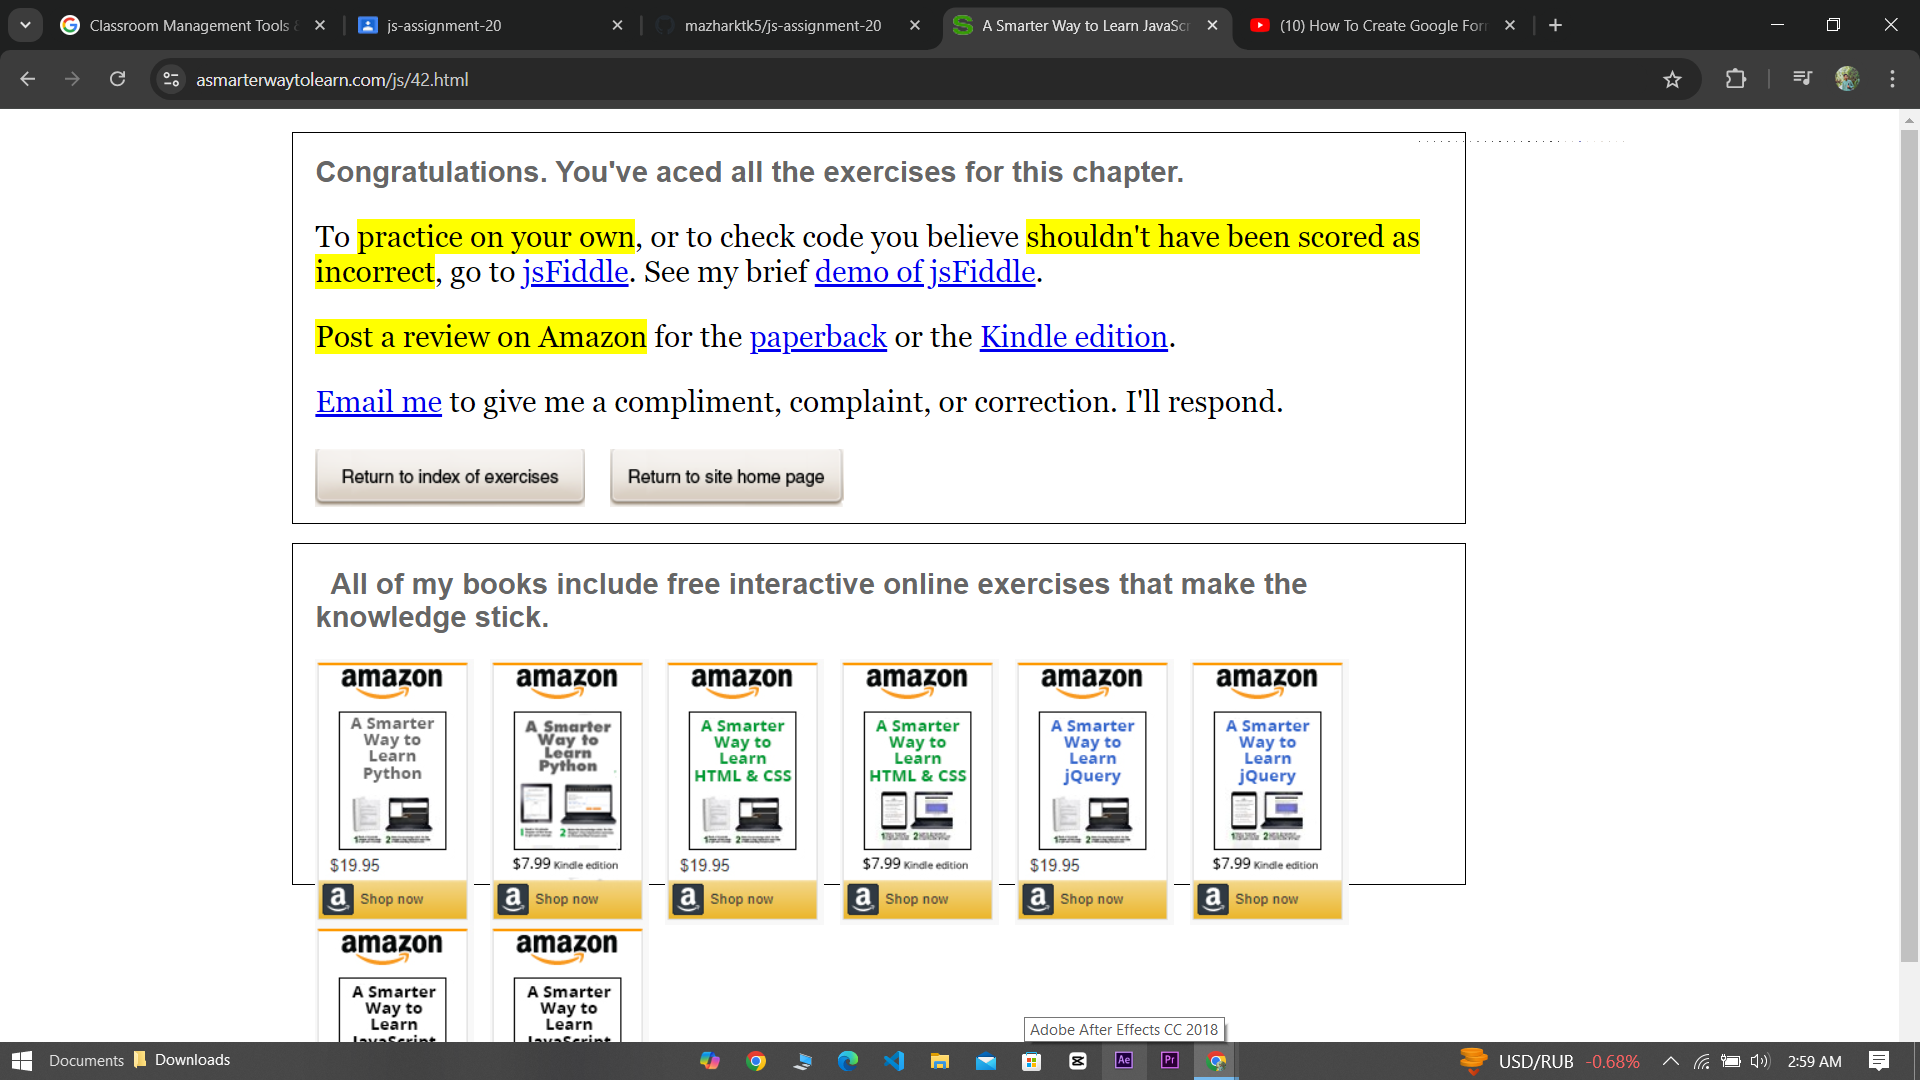 Classroom Management Tools &
js-assignment-20
mazharktk5/js-assignment-20
A Smarter Way to Learn JavaScr
(10) How To Create Google For
asmarterwaytolearn.com/js/42.html
Congratulations. You've aced all the exercises for this chapter.
To practice on your own, or to check code you believe shouldn't have been scored as
incorrect, go to jsFiddle. See my brief demo of jsFiddle.
Post a review on Amazon for the paperback or the Kindle edition.
Email me to give me a compliment, complaint, or correction. I'll respond.
Return to index of exercises
Return to site home page
All of my books include free interactive online exercises that make the
knowledge stick.
amazon
A Smarter
Way to
Learn
Python
$19.95
a Shop now
amazon
A Smarter
Way to
Learn
Python
$7.99 Kindle edition
a Shop now
amazon
A Smarter
Way to
Learn
HTML & CSS
$19.95
a Shop now
amazon
A Smarter
Way to
Learn
HTML & CSS
$7.99 Kindle edition
a Shop now
amazon
A Smarter
Way to
Learn
jQuery
$19.95
a Shop now
amazon
A Smarter
Way to
Learn
jQuery
$7.99 Kindle edition
a Shop now
amazon
A Smarter
Way to
Learn
JavaScript
amazon
A Smarter
Way to
Learn
JavaScript
Adobe After Effects CC 2018
Documents
Downloads
Ae
Pr
USD/RUB -0.68%
2:59 AM